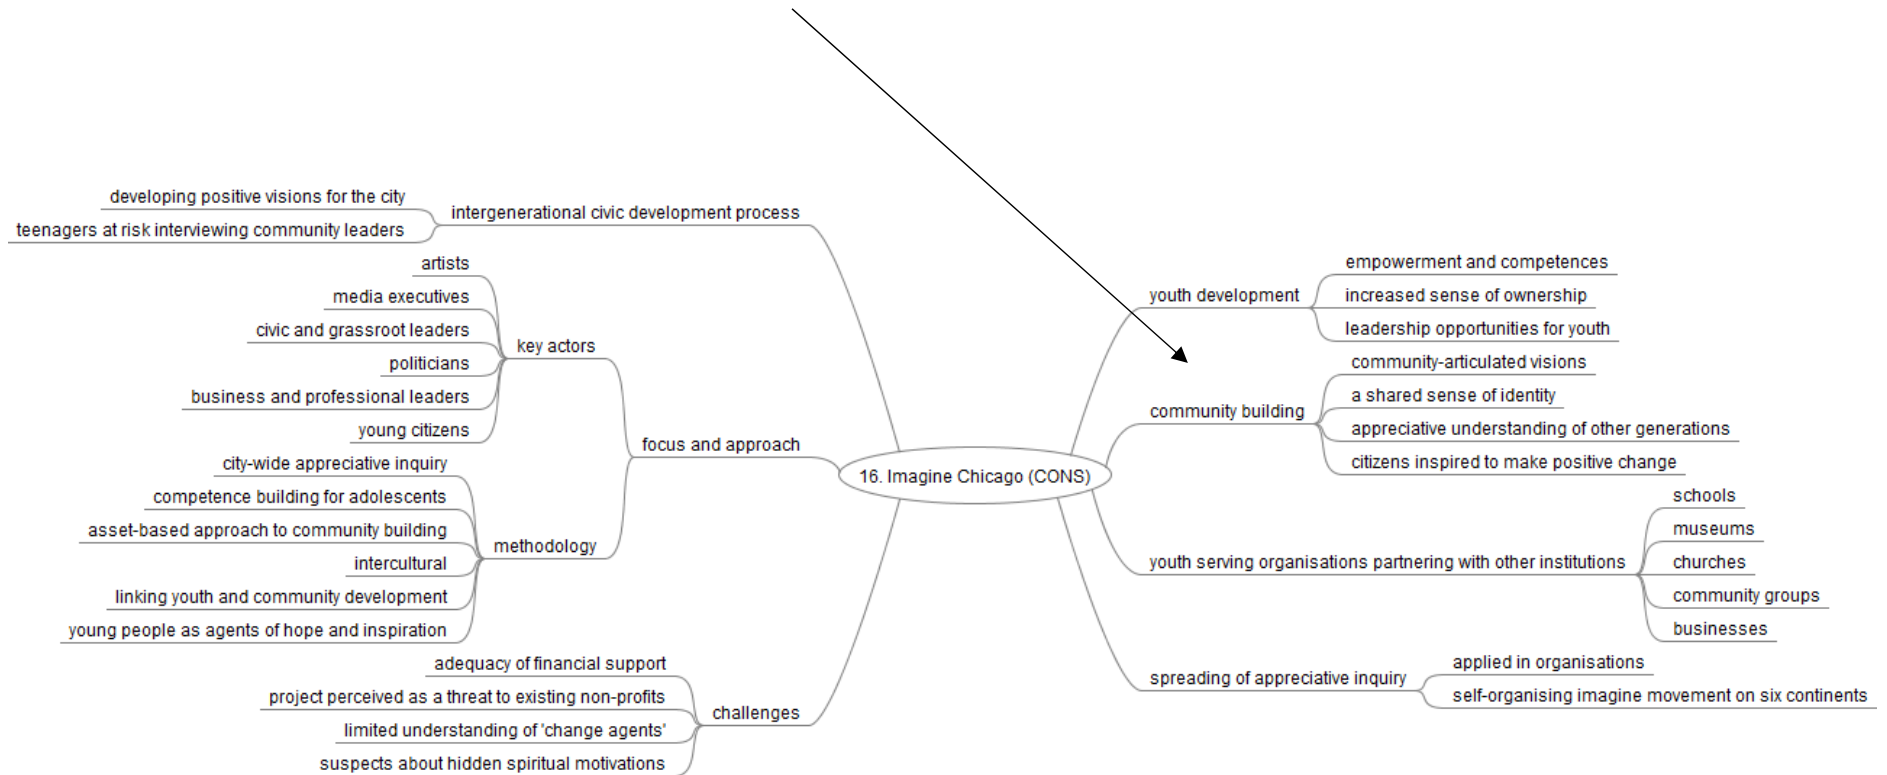 developing positive visions for the city
teenagers at risk interviewing community leaders
intergenerational civic development process
artists
media executives
civic and grassroot leaders
politicians
business and professional leaders
young citizens
key actors
city-wide appreciative inquiry
competence building for adolescents
asset-based approach to community building
intercultural
linking youth and community development
young people as agents of hope and inspiration
methodology
focus and approach
adequacy of financial support
project perceived as a threat to existing non-profits
limited understanding of 'change agents'
suspects about hidden spiritual motivations
challenges
16. Imagine Chicago (CONS)
youth development
empowerment and competences
increased sense of ownership
leadership opportunities for youth
community building
community-articulated visions
a shared sense of identity
appreciative understanding of other generations
citizens inspired to make positive change
youth serving organisations partnering with other institutions
schools
museums
churches
community groups
businesses
spreading of appreciative inquiry
applied in organisations
self-organising imagine movement on six continents